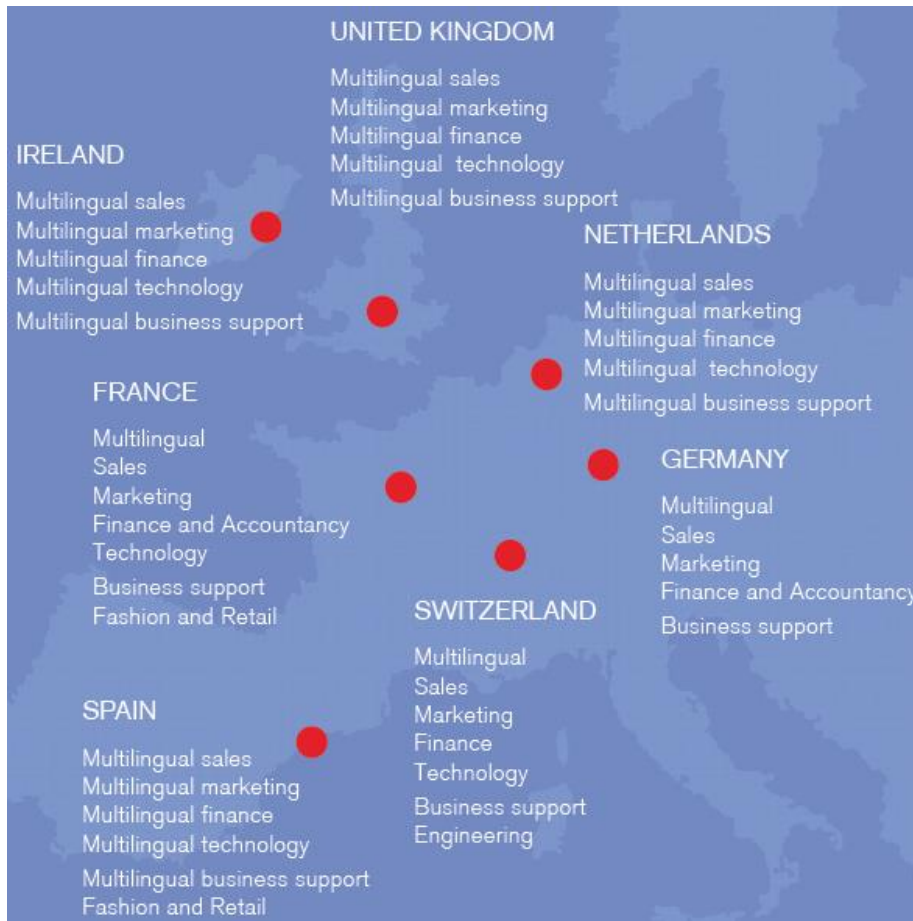 UNITED KINGDOM
Multilingual sales
Multilingual marketing
Multilingual finance
Multilingual technology
Multilingual business support
IRELAND
Multilingual sales
Multilingual marketing
Multilingual finance
Multilingual technology
Multilingual business support
NETHERLANDS
Multilingual sales
Multilingual marketing
Multilingual finance
Multilingual technology
Multilingual business support
FRANCE
Multilingual
Sales
Marketing
Finance and Accountancy
Technology
Business support
Fashion and Retail
GERMANY
Multilingual
Sales
Marketing
Finance and Accountancy
Business support
SWITZERLAND
Multilingual
Sales
Marketing
Finance
Technology
Business support
Engineering
SPAIN
Multilingual sales
Multilingual marketing
Multilingual finance
Multilingual technology
Multilingual business support
Fashion and Retail